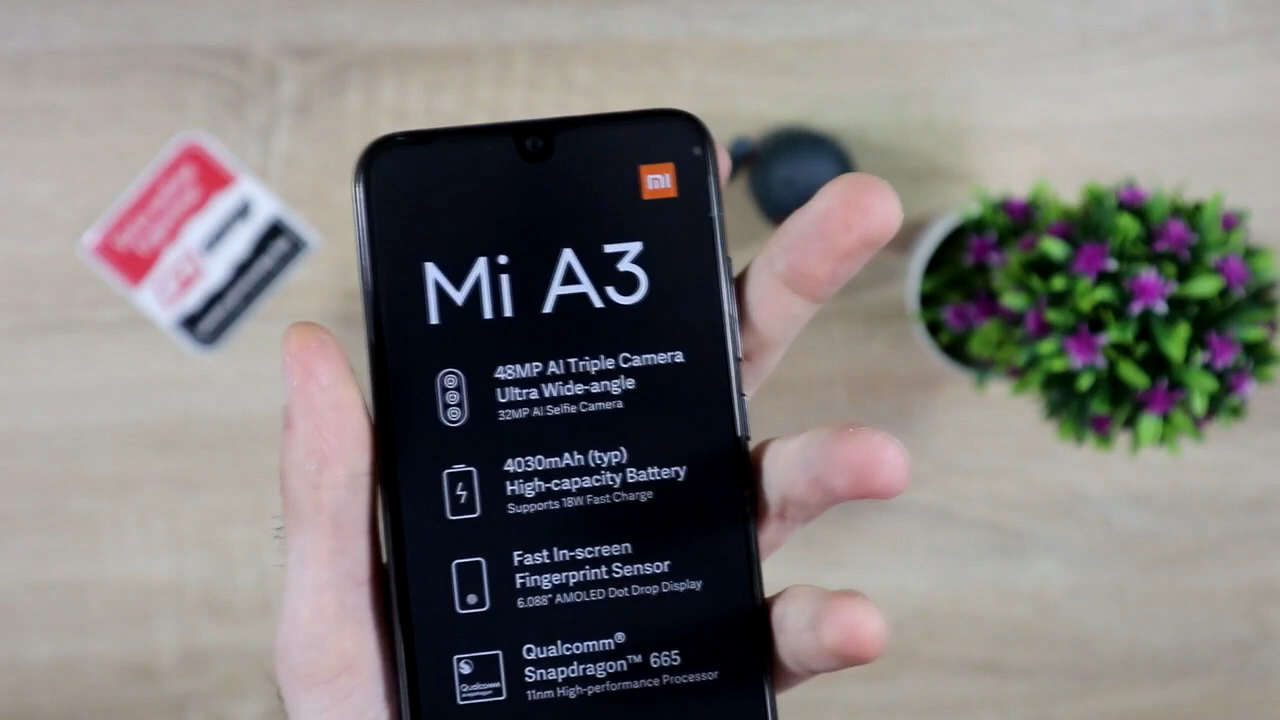 mi
Mi A3
48MP AI Triple Camera
Ultra Wide-angle
32MP AI Selfie Camera
4030mAh (typ)
High-capacity Battery
Supports 18W Fast Charge
Fast In-screen
Fingerprint Sensor
6.088" AMOLED Dot Drop Display
Qualcomm®
Snapdragon™ 665
11nm High-performance Processor
Qualcomm
snapdragon